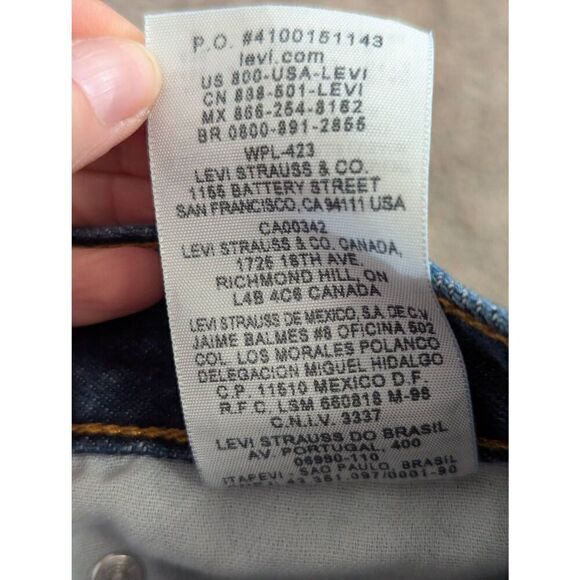 P.O. #4100151143
levi.com
US 800-USA-LEVI
CN 838-501-LEVI
MX 866-254-8162
BR 0800-891-2855
WPL-423
LEVI STRAUSS & CO.
1155 BATTERY STREET
SAN FRANCISCO, CA 94111 USA
CA00342
LEVI STRAUSS & CO. CANADA,
1725 16TH AVE.
RICHMOND HILL, ON
L4B 4C6 CANADA
LEVI STRAUSS DE MEXICO, S.A. DE C.V.
JAIME BALMES #8 OFICINA 502
COL. LOS MORALES POLANCO
DELEGACION MIGUEL HIDALGO
C.P. 11510 MEXICO D.F.
R.F.C. LSM 660818 M-98
C.N.I.V. 3337
LEVI STRAUSS DO BRASIL
AV. PORTUGAL, 400
06690-110
ITAPEVI SAO PAULO, BRASIL